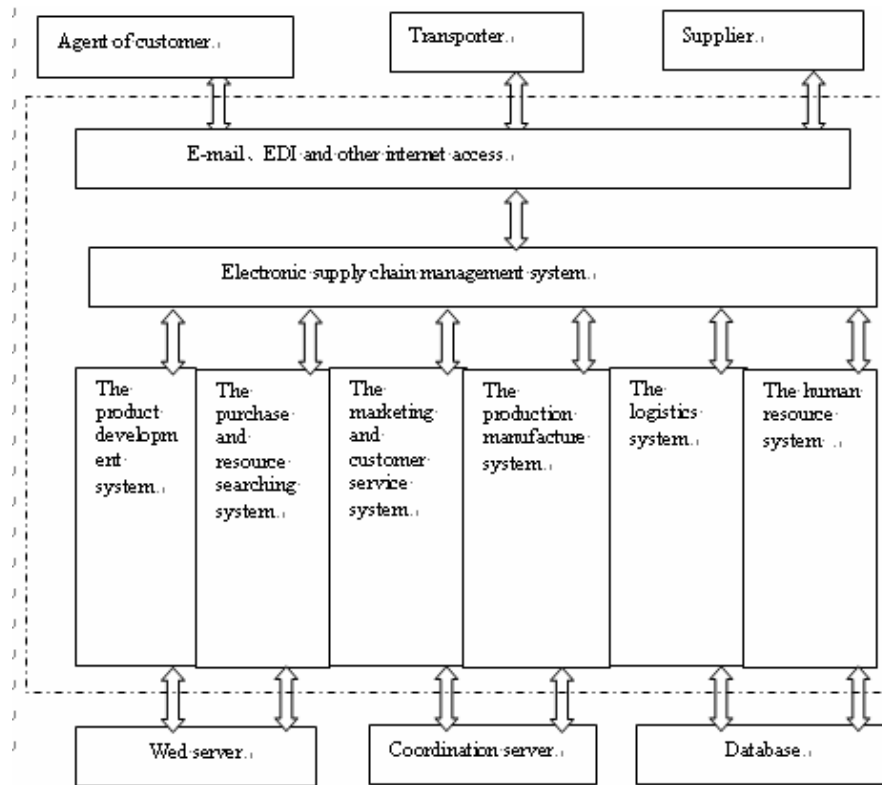 Agent of customer.
Transporter.
Supplier.
E-mail、EDI and other internet access.
Electronic supply chain management system.
The
product
developm
ent
system.
The
purchase
and
resource
searching
system.
The
marketing
and
customer
service
system.
The
production
manufacture
system.
The
logistics
system.
The human
resource
system .
Wed server.
Coordination server.
Database.